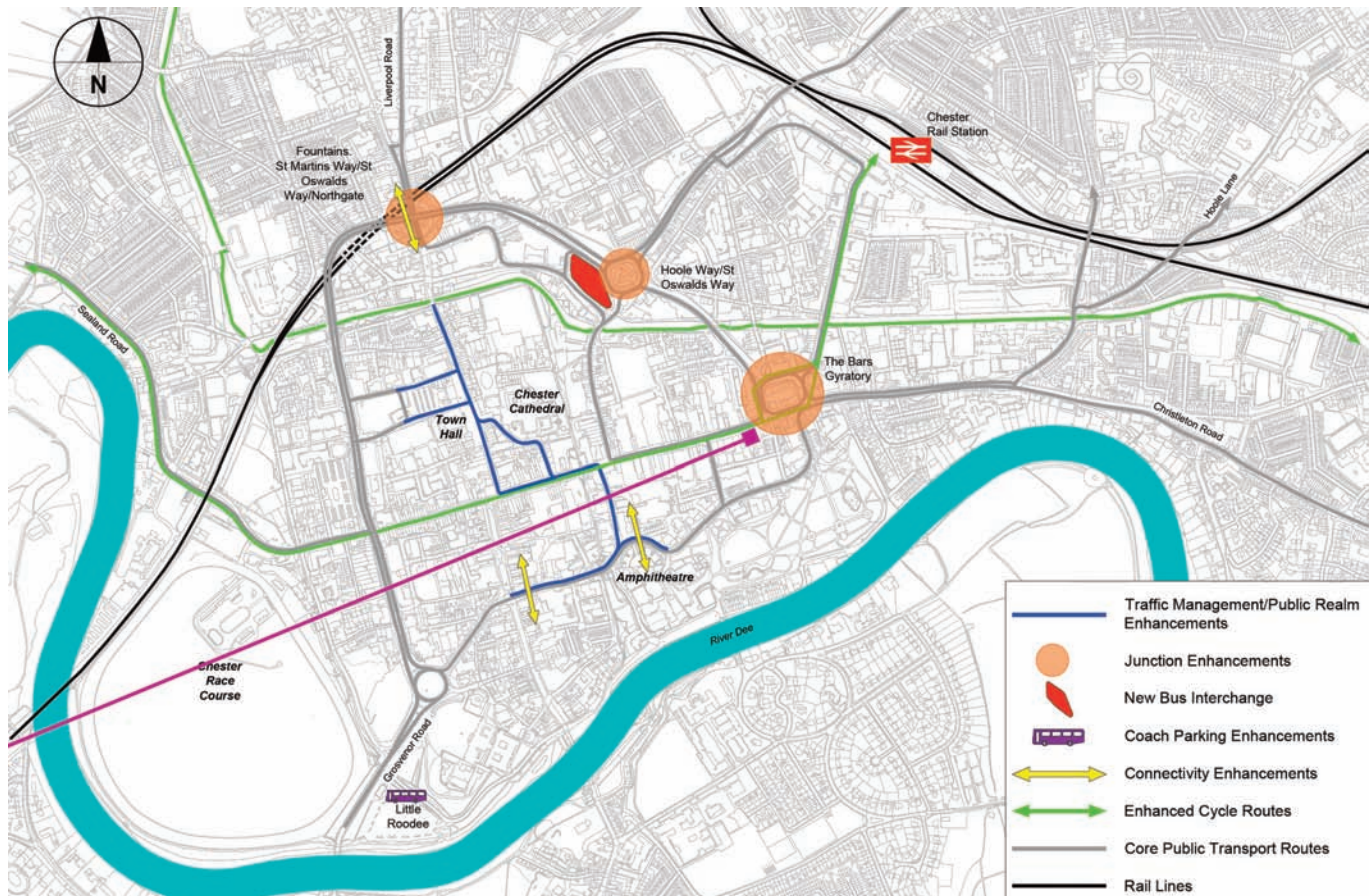 N
Liverpool Road
Fountains:
St Martins Way/St
Oswalds
Way/Northgate
Chester
Rail Station
Hoole Lane
Hoole Way/St
Oswalds Way
Sealand Road
The Bars
Gyratory
Chester
Cathedral
Town
Hall
Christleton Road
Amphitheatre
River Dee
Chester
Race
Course
Grosvenor Road
Little
Roodee
Traffic Management/Public Realm
Enhancements
Junction Enhancements
New Bus Interchange
Coach Parking Enhancements
Connectivity Enhancements
Enhanced Cycle Routes
Core Public Transport Routes
Rail Lines